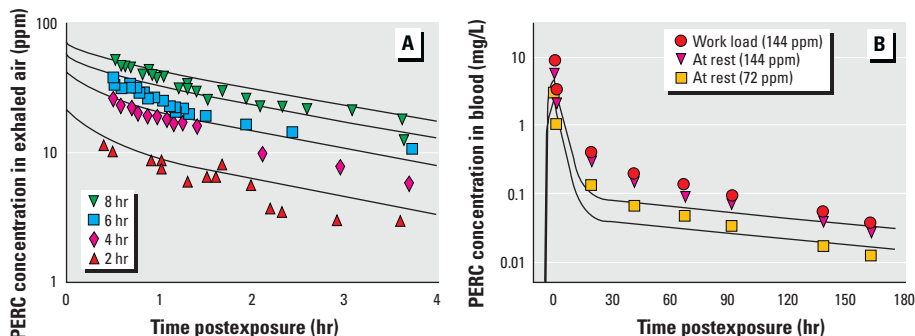 PERC concentration in exhaled air (ppm)
100
10
1
A
8 hr
6 hr
4 hr
2 hr
0 1 2 3 4
Time postexposure (hr)
PERC concentration in blood (mg/L)
10
1
0.1
0.01
B
Work load (144 ppm)
At rest (144 ppm)
At rest (72 ppm)
0 30 60 90 120 150 180
Time postexposure (hr)